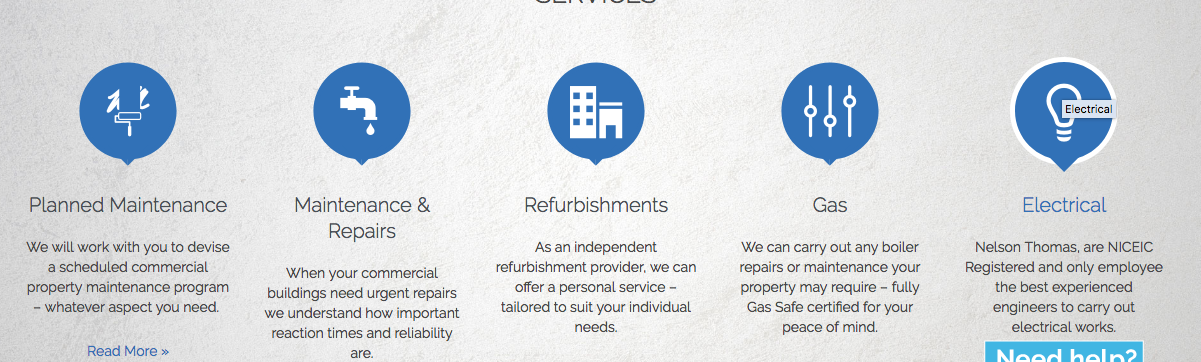 SERVICES
Electrical
Planned Maintenance
We will work with you to devise
a scheduled commercial
property maintenance program
– whatever aspect you need.
Read More »
Maintenance &
Repairs
When your commercial
buildings need urgent repairs
we understand how important
reaction times and reliability
are.
Refurbishments
As an independent
refurbishment provider, we can
offer a personal service –
tailored to suit your individual
needs.
Gas
We can carry out any boiler
repairs or maintenance your
property may require – fully
Gas Safe certified for your
peace of mind.
Electrical
Nelson Thomas, are NICEIC
Registered and only employee
the best experienced
engineers to carry out
electrical works.
Need help?